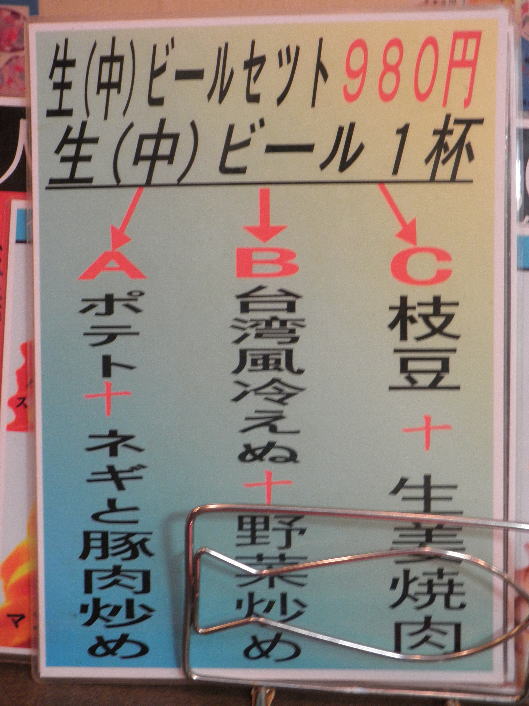 生(中)ビールセット980円
生(中)ビール1杯
A
ポテト+ネギと豚肉炒め
B
台湾風冷えぬ+野菜炒め
C
枝豆+生姜焼肉
マ